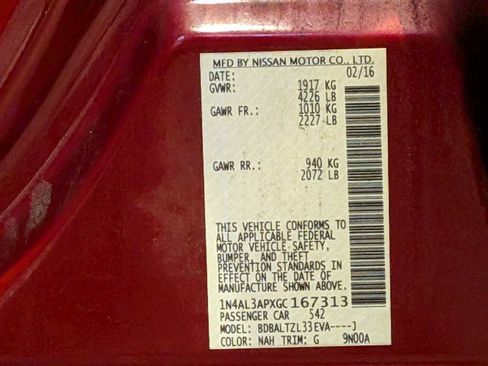 MFD BY NISSAN MOTOR CO., LTD.
DATE: 02/16
GVWR: 1917 KG
4226 LB
GAWR FR.: 1010 KG
2227 LB
GAWR RR.: 940 KG
2072 LB
THIS VEHICLE CONFORMS TO
ALL APPLICABLE FEDERAL
MOTOR VEHICLE SAFETY,
BUMPER, AND THEFT
PREVENTION STANDARDS IN
EFFECT ON THE DATE OF
MANUFACTURE SHOWN ABOVE.
1N4AL3APXGC167313
PASSENGER CAR 542
MODEL: BDBALTZL33EVA----J
COLOR: NAH TRIM: G 9N00A